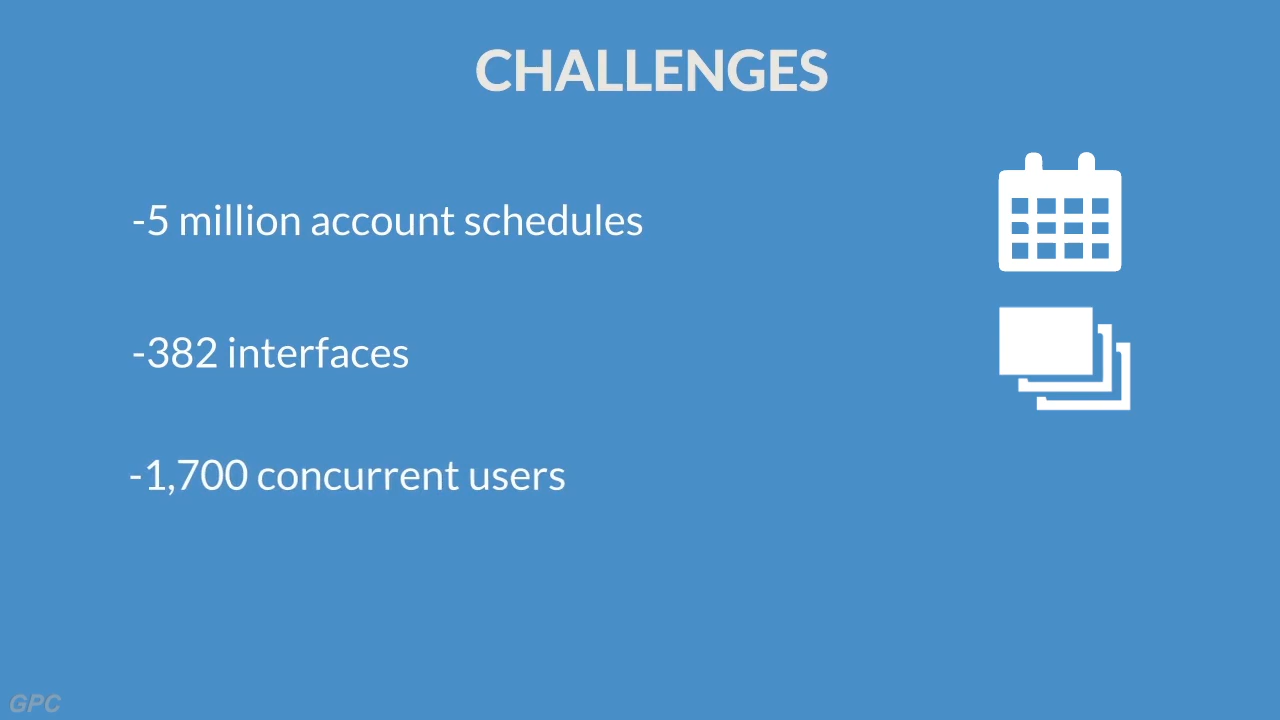 CHALLENGES
-5 million account schedules
-382 interfaces
-1,700 concurrent users
GPC